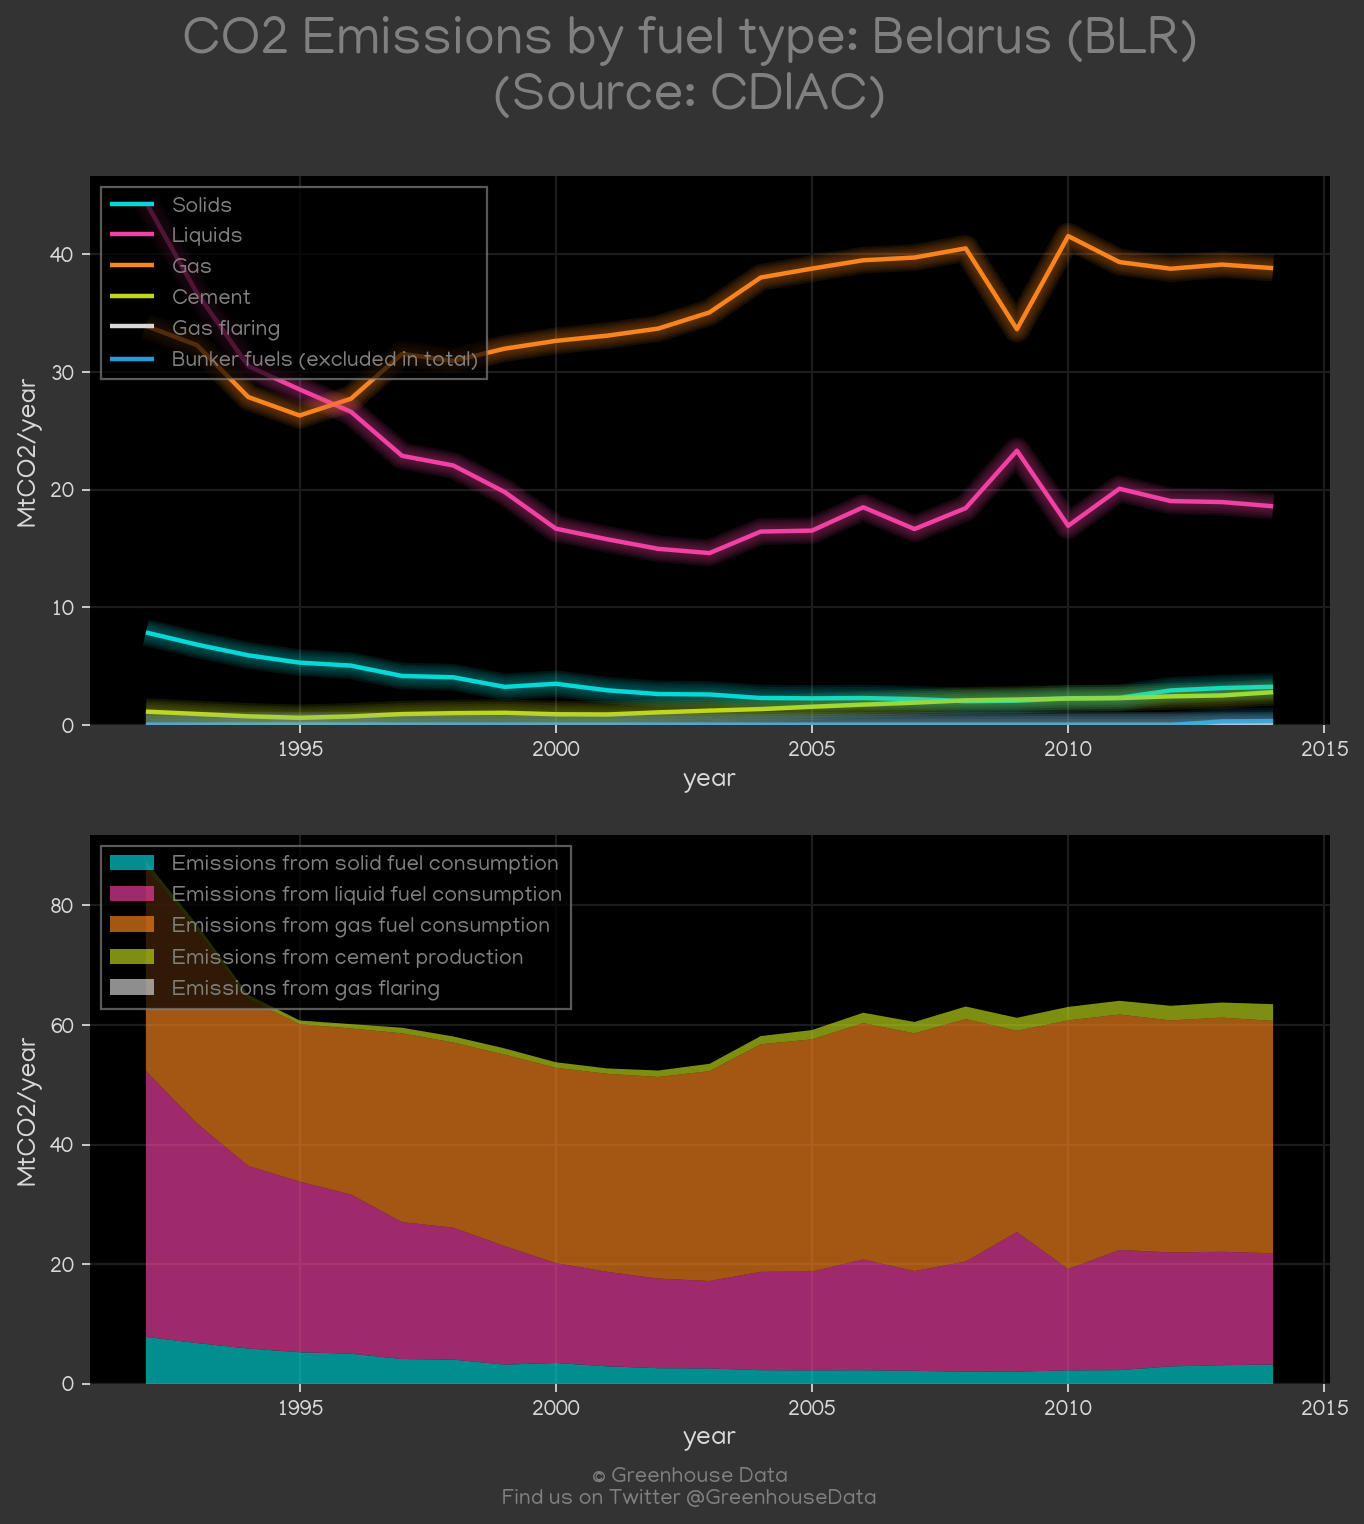 CO2 Emissions by fuel type: Belarus (BLR)
(Source: CDIAC)
Solids
Liquids
Gas
Cement
Gas flaring
Bunker fuels (excluded in total)
MtCO2/year
40
30
20
10
0
1995
2000
2005
2010
2015
year
Emissions from solid fuel consumption
Emissions from liquid fuel consumption
Emissions from gas fuel consumption
Emissions from cement production
Emissions from gas flaring
MtCO2/year
80
60
40
20
0
1995
2000
2005
2010
2015
year
© Greenhouse Data
Find us on Twitter @GreenhouseData